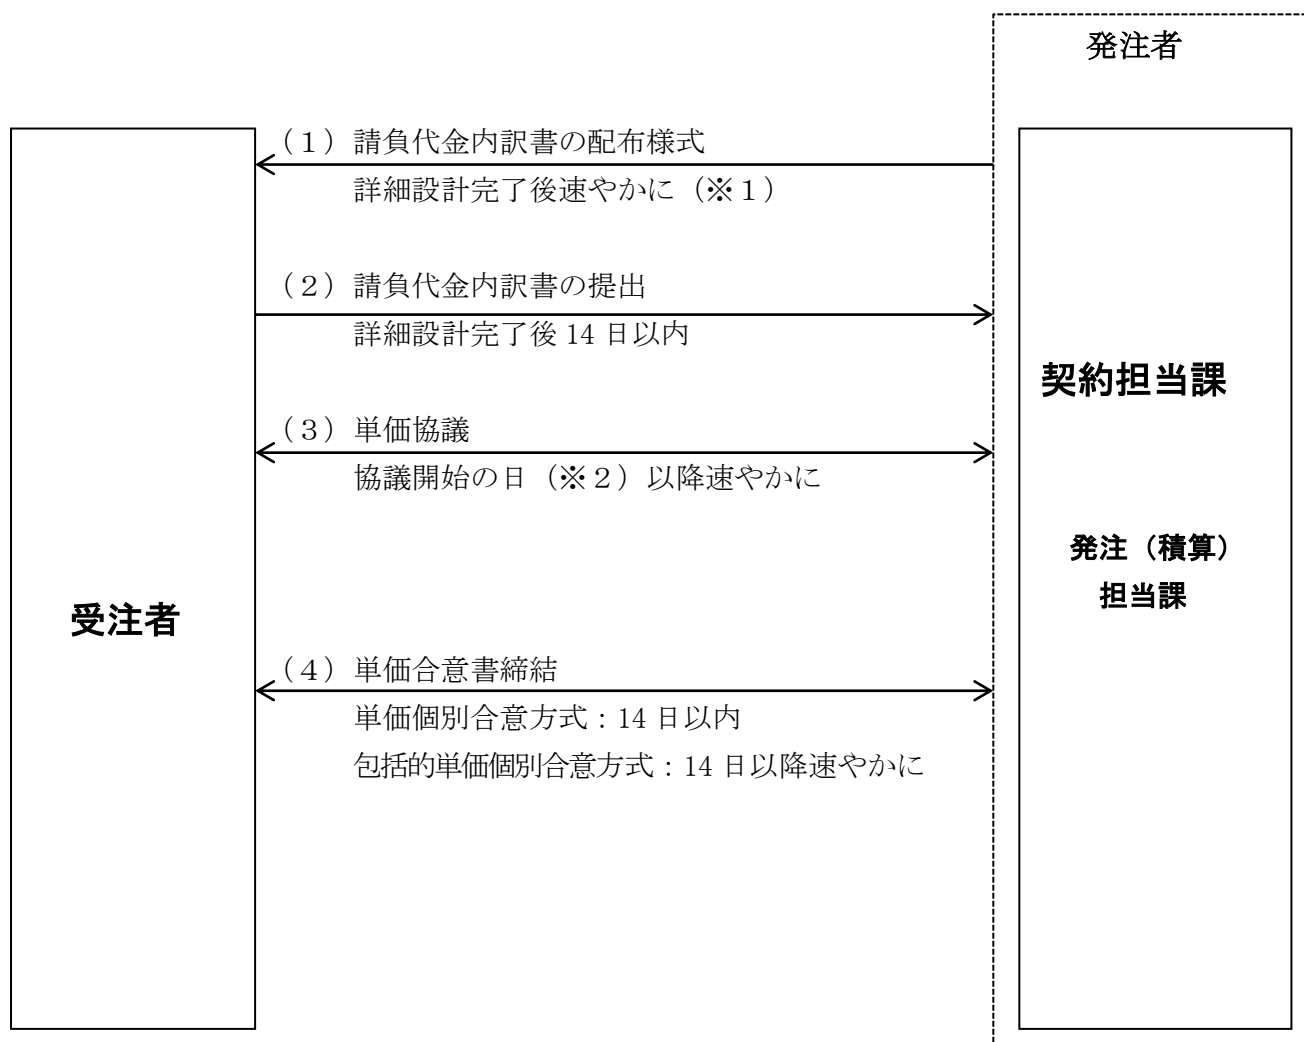 発注者
（１）請負代金内訳書の配布様式
詳細設計完了後速やかに（※１）
（２）請負代金内訳書の提出
詳細設計完了後 14 日以内
契約担当課
（３）単価協議
協議開始の日（※２）以降速やかに
発注（積算）
担当課
受注者
（４）単価合意書締結
単価個別合意方式：14 日以内
包括的単価個別合意方式：14 日以降速やかに